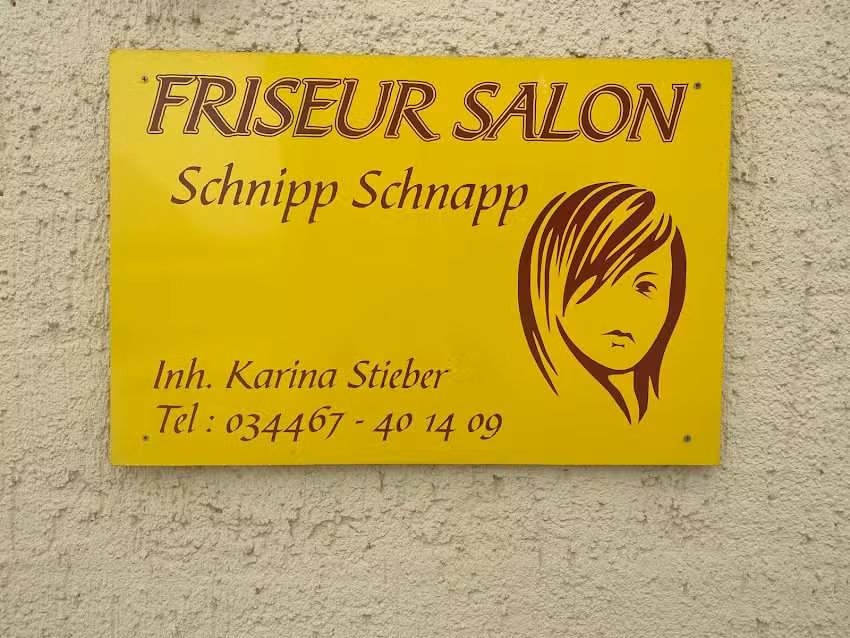 FRISEUR SALON
Schnipp Schnapp
Inh. Karina Stieber
Tel : 034467 - 40 14 09